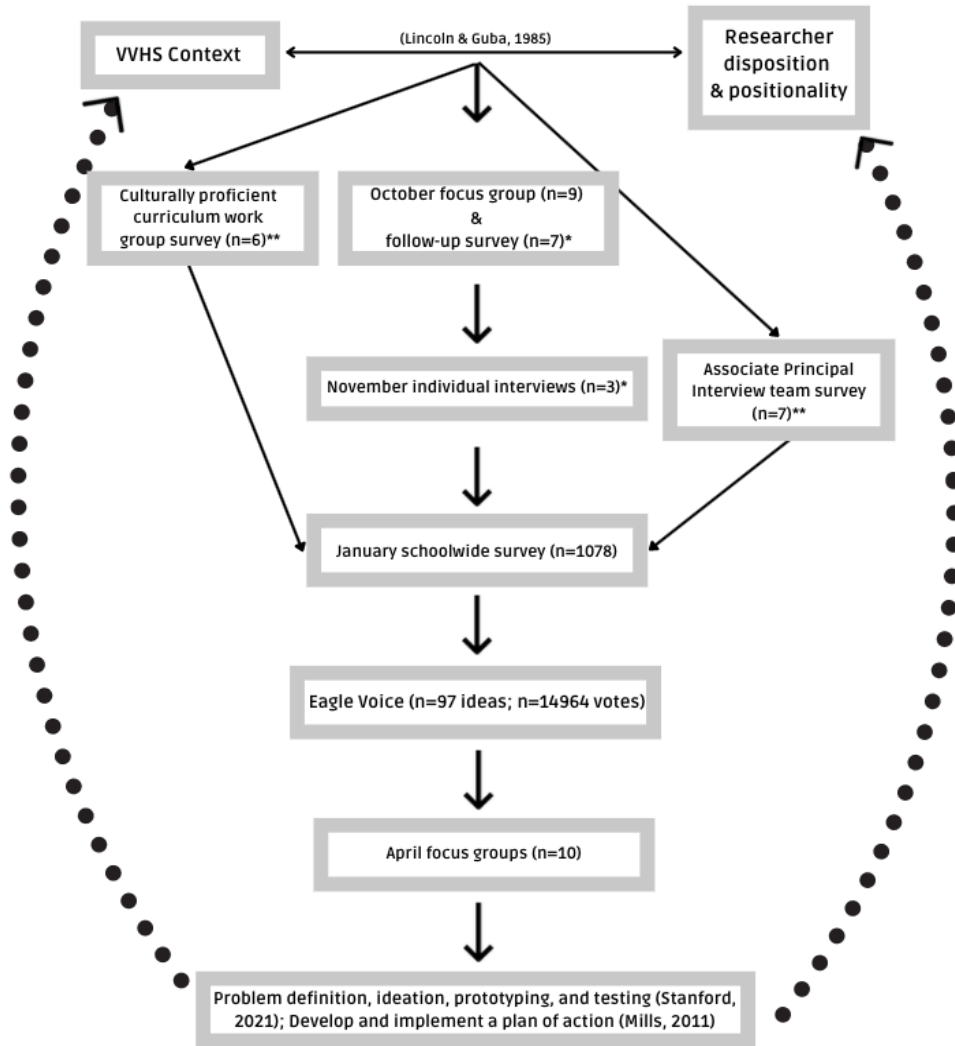 (Lincoln & Guba, 1985)
VVHS Context
Researcher
disposition
& positionality
Culturally proficient
curriculum work
group survey (n=6)**
October focus group (n=9)
&
follow-up survey (n=7)*
November individual interviews (n=3)*
Associate Principal
Interview team survey
(n=7)**
January schoolwide survey (n=1078)
Eagle Voice (n=97 ideas; n=14964 votes)
April focus groups (n=10)
Problem definition, ideation, prototyping, and testing (Stanford,
2021); Develop and implement a plan of action (Mills, 2011)